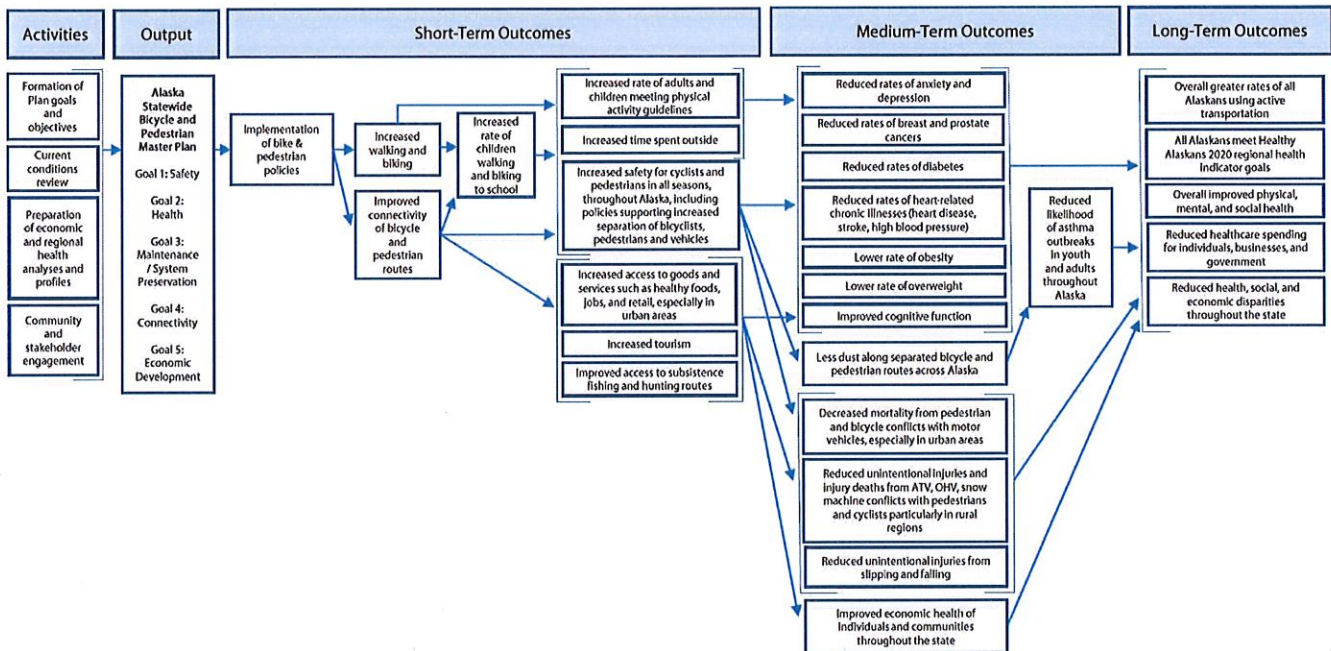 Activities
Output
Short-Term Outcomes
Medium-Term Outcomes
Long-Term Outcomes
Formation of
Plan goals
and
objectives
Current
conditions
review
Preparation
of economic
and regional
health
analyses and
profiles
Community
and
stakeholder
engagement
Alaska
Statewide
Bicycle and
Pedestrian
Master Plan
Goal 1: Safety
Goal 2:
Health
Goal 3:
Maintenance
/ System
Preservation
Goal 4:
Connectivity
Goal 5:
Economic
Development
Implementation
of bike &
pedestrian
policies
Increased
walking and
biking
Improved
connectivity
of bicycle
and
pedestrian
routes
Increased
rate of
children
walking
and biking
to school
Increased rate of adults and
children meeting physical
activity guidelines
Increased time spent outside
Increased safety for cyclists and
pedestrians in all seasons,
throughout Alaska, including
policies supporting increased
separation of bicyclists,
pedestrians and vehicles
Increased access to goods and
services such as healthy foods,
jobs, and retail, especially in
urban areas
Increased tourism
Improved access to subsistence
fishing and hunting routes
Reduced rates of anxiety and
depression
Reduced rates of breast and prostate
cancers
Reduced rates of diabetes
Reduced rates of heart-related
chronic illnesses (heart disease,
stroke, high blood pressure)
Lower rate of obesity
Lower rate of overweight
Improved cognitive function
Less dust along separated bicycle and
pedestrian routes across Alaska
Decreased mortality from pedestrian
and bicycle conflicts with motor
vehicles, especially in urban areas
Reduced unintentional injuries and
injury deaths from ATV, OHV, snow
machine conflicts with pedestrians
and cyclists particularly in rural
regions
Reduced unintentional injuries from
slipping and falling
Improved economic health of
individuals and communities
throughout the state
Reduced
likelihood
of asthma
outbreaks
in youth
and adults
throughout
Alaska
Overall greater rates of all
Alaskans using active
transportation
All Alaskans meet Healthy
Alaskans 2020 regional health
indicator goals
Overall improved physical,
mental, and social health
Reduced healthcare spending
for individuals, businesses, and
government
Reduced health, social, and
economic disparities
throughout the state